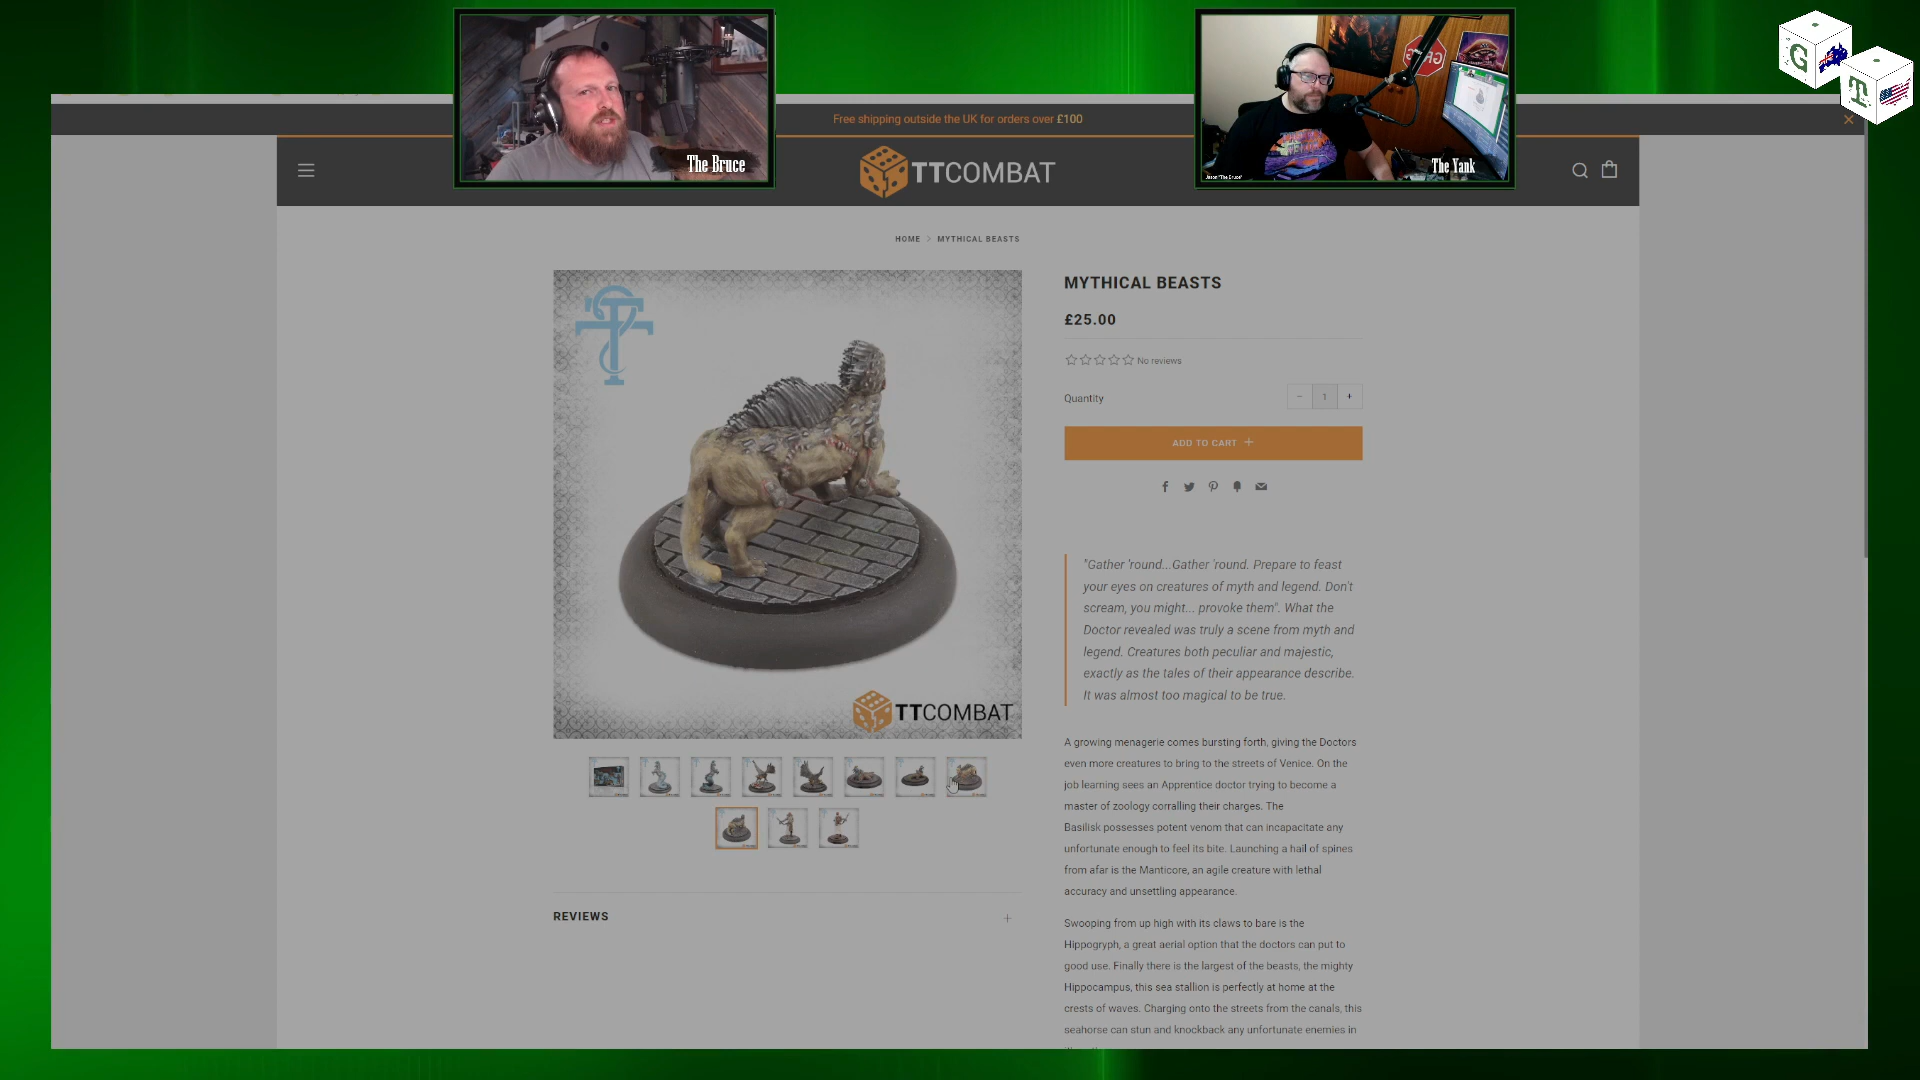 The Bruce
The Yank
Jason "The Bruce"
G
T
Free shipping outside the UK for orders over £100
TTCOMBAT
HOME > MYTHICAL BEASTS
TTCOMBAT
MYTHICAL BEASTS
£25.00
No reviews
Quantity
− 1 +
ADD TO CART +
"Gather 'round...Gather 'round. Prepare to feast
your eyes on creatures of myth and legend. Don't
scream, you might... provoke them". What the
Doctor revealed was truly a scene from myth and
legend. Creatures both peculiar and majestic,
exactly as the tales of their appearance describe.
It was almost too magical to be true.
A growing menagerie comes bursting forth, giving the Doctors
even more creatures to bring to the streets of Venice. On the
job learning sees an Apprentice doctor trying to become a
master of zoology corralling their charges. The
Basilisk possesses potent venom that can incapacitate any
unfortunate enough to feel its bite. Launching a hail of spines
from afar is the Manticore, an agile creature with lethal
accuracy and unsettling appearance.
Swooping from up high with its claws to bare is the
Hippogryph, a great aerial option that the doctors can put to
good use. Finally there is the largest of the beasts, the mighty
Hippocampus, this sea stallion is perfectly at home at the
crests of waves. Charging onto the streets from the canals, this
seahorse can stun and knockback any unfortunate enemies in
REVIEWS +